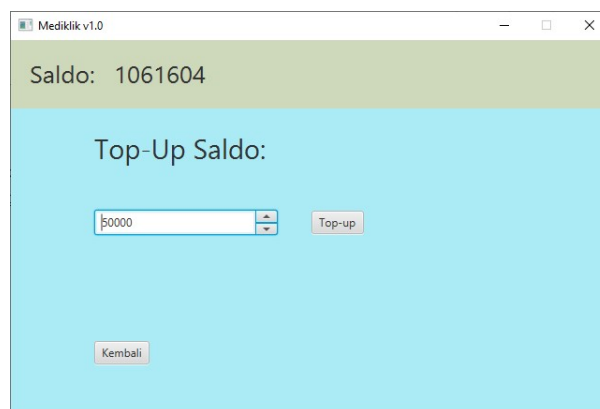 Mediklik v1.0
Saldo: 1061604
Top-Up Saldo:
50000 Top-up
Kembali